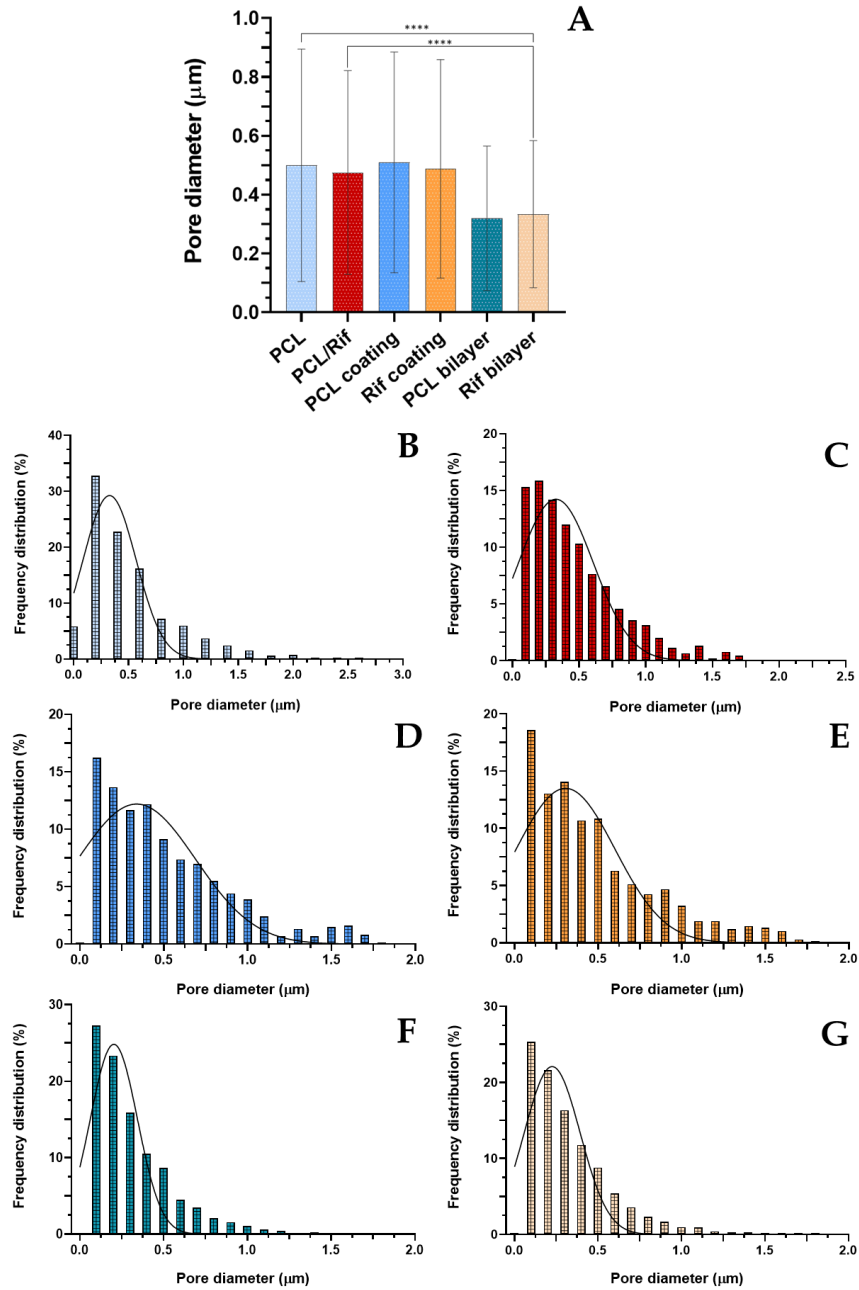 A
****
****
Pore diameter (μm)
1.0
0.8
0.6
0.4
0.2
0.0
PCL
PCL/Rif
PCL coating
Rif coating
PCL bilayer
Rif bilayer
B
Frequency distribution (%)
40
30
20
10
0
0.0 0.5 1.0 1.5 2.0 2.5 3.0
Pore diameter (μm)
C
Frequency distribution (%)
20
15
10
5
0
0.0 0.5 1.0 1.5 2.0 2.5
Pore diameter (μm)
D
Frequency distribution (%)
20
15
10
5
0
0.0 0.5 1.0 1.5 2.0
Pore diameter (μm)
E
Frequency distribution (%)
20
15
10
5
0
0.0 0.5 1.0 1.5 2.0
Pore diameter (μm)
F
Frequency distribution (%)
30
20
10
0
0.0 0.5 1.0 1.5 2.0
Pore diameter (μm)
G
Frequency distribution (%)
30
20
10
0
0.0 0.5 1.0 1.5 2.0
Pore diameter (μm)